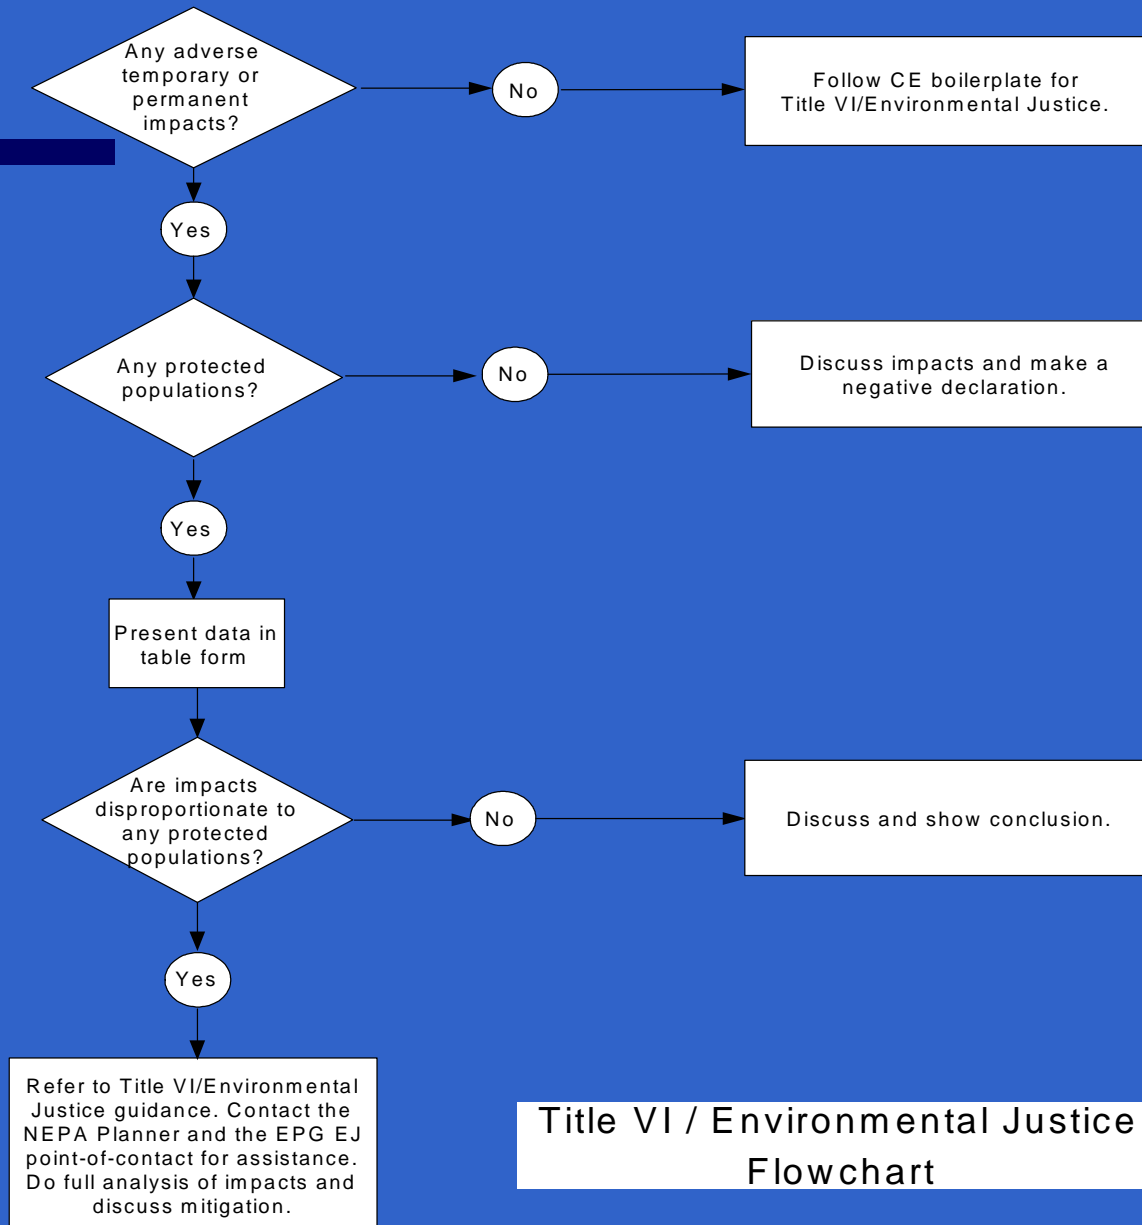 Any adverse
temporary or
permanent
impacts?
No
Follow CE boilerplate for
Title VI/Environmental Justice.
Yes
Any protected
populations?
No
Discuss impacts and make a
negative declaration.
Yes
Present data in
table form
Are impacts
disproportionate to
any protected
populations?
No
Discuss and show conclusion.
Yes
Refer to Title VI/Environmental
Justice guidance. Contact the
NEPA Planner and the EPG EJ
point-of-contact for assistance.
Do full analysis of impacts and
discuss mitigation.
Title VI / Environmental Justice
Flowchart